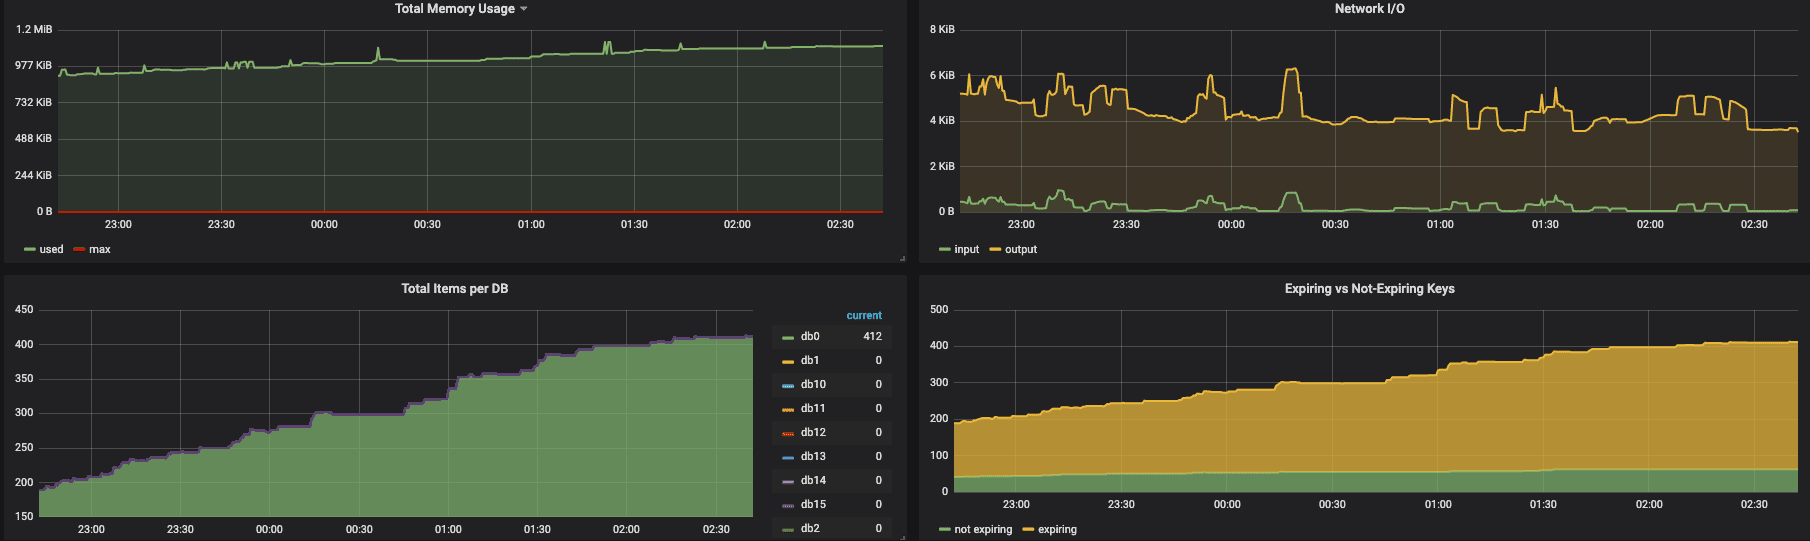 Total Memory Usage
1.2 MiB
977 KiB
732 KiB
488 KiB
244 KiB
0 B
23:00 23:30 00:00 00:30 01:00 01:30 02:00 02:30
used max
Network I/O
8 KiB
6 KiB
4 KiB
2 KiB
0 B
23:00 23:30 00:00 00:30 01:00 01:30 02:00 02:30
input output
Total Items per DB
450
400
350
300
250
200
150
23:00 23:30 00:00 00:30 01:00 01:30 02:00 02:30
current
db0 412
db1 0
db10 0
db11 0
db12 0
db13 0
db14 0
db15 0
db2 0
Expiring vs Not-Expiring Keys
500
400
300
200
100
0
23:00 23:30 00:00 00:30 01:00 01:30 02:00 02:30
not expiring expiring